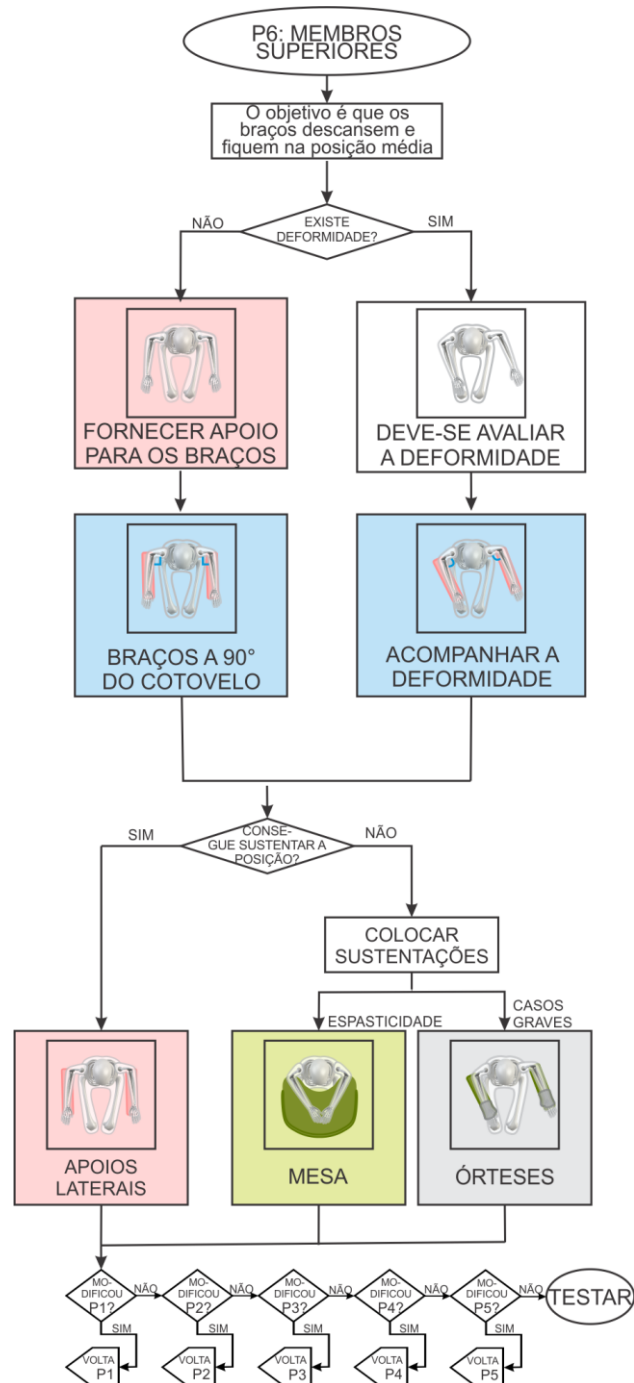 P6: MEMBROS
SUPERIORES
O objetivo é que os
braços descansem e
fiquem na posição média
NÃO
EXISTE
DEFORMIDADE?
SIM
FORNECER APOIO
PARA OS BRAÇOS
DEVE-SE AVALIAR
A DEFORMIDADE
BRAÇOS A 90°
DO COTOVELO
ACOMPANHAR A
DEFORMIDADE
SIM
CONSE-
GUE SUSTENTAR A
POSIÇÃO?
NÃO
COLOCAR
SUSTENTAÇÕES
ESPASTICIDADE
CASOS
GRAVES
APOIOS
LATERAIS
MESA
ÓRTESES
MO-
DIFICOU
P1?
NÃO
MO-
DIFICOU
P2?
NÃO
MO-
DIFICOU
P3?
NÃO
MO-
DIFICOU
P4?
NÃO
MO-
DIFICOU
P5?
NÃO
TESTAR
SIM
SIM
SIM
SIM
SIM
VOLTA
P1
VOLTA
P2
VOLTA
P3
VOLTA
P4
VOLTA
P5